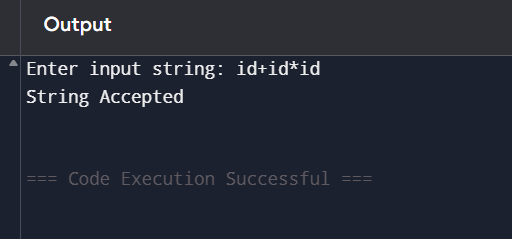 Output
Enter input string: id+id*id
String Accepted
=== Code Execution Successful ===